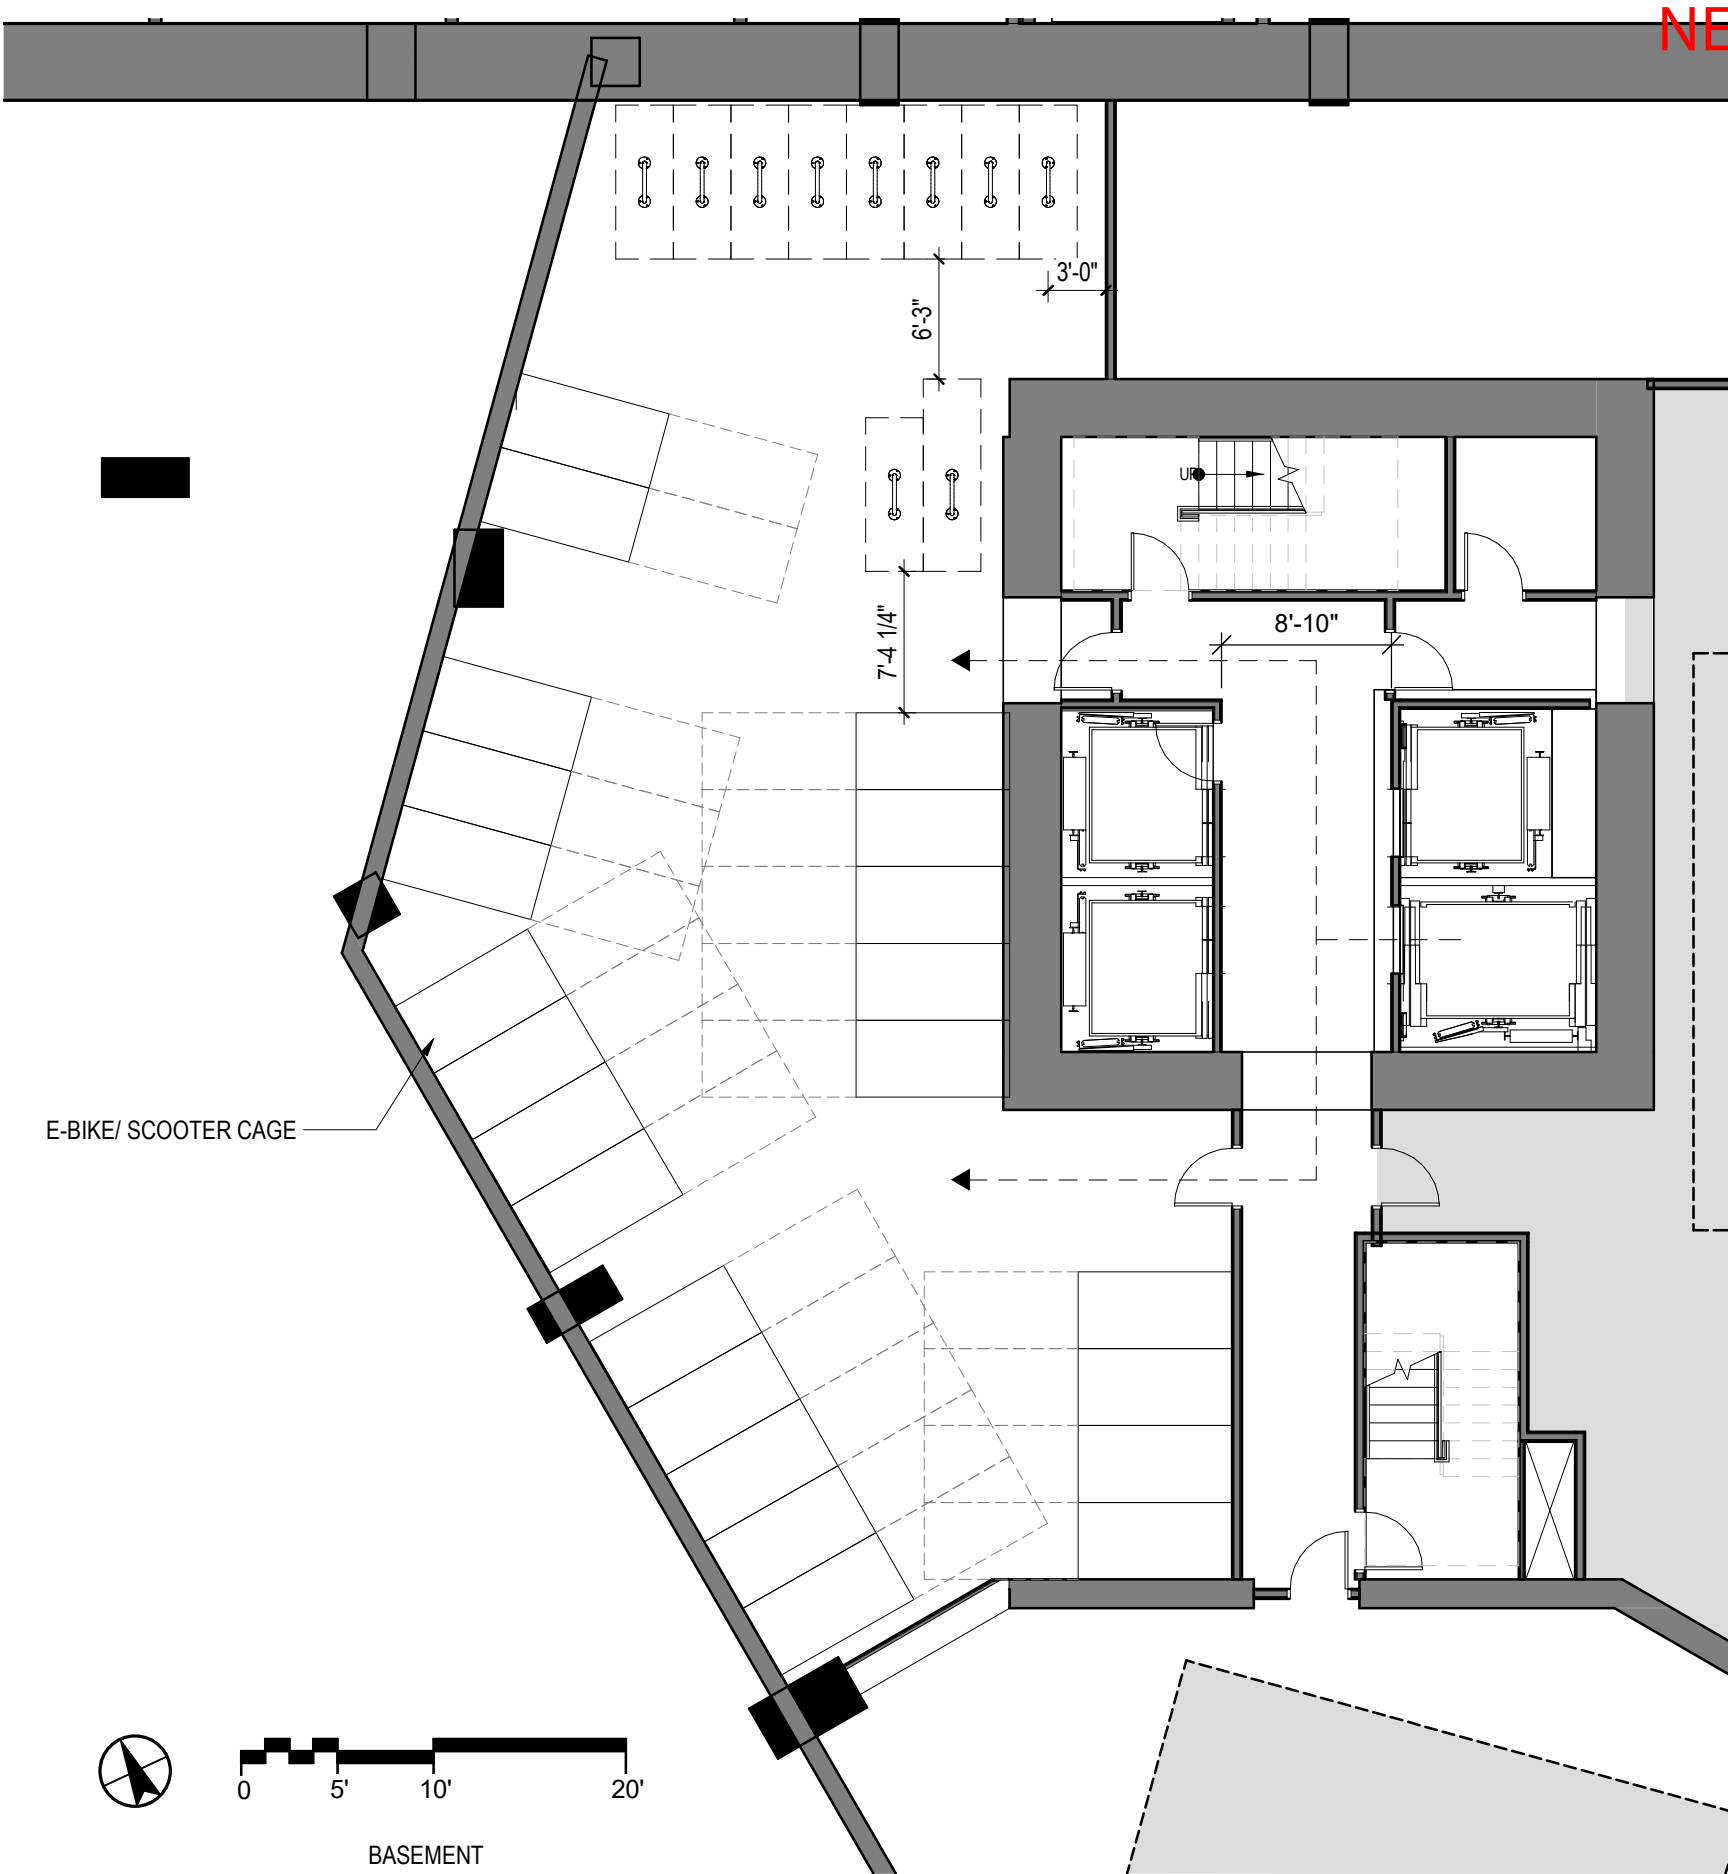 NE
3'-0"
6'-3"
UP
7'-4 1/4"
8'-10"
E-BIKE/ SCOOTER CAGE
0 5' 10' 20'
BASEMENT